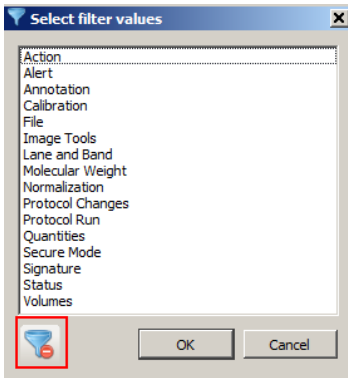 Select filter values
Action
Alert
Annotation
Calibration
File
Image Tools
Lane and Band
Molecular Weight
Normalization
Protocol Changes
Protocol Run
Quantities
Secure Mode
Signature
Status
Volumes
OK Cancel